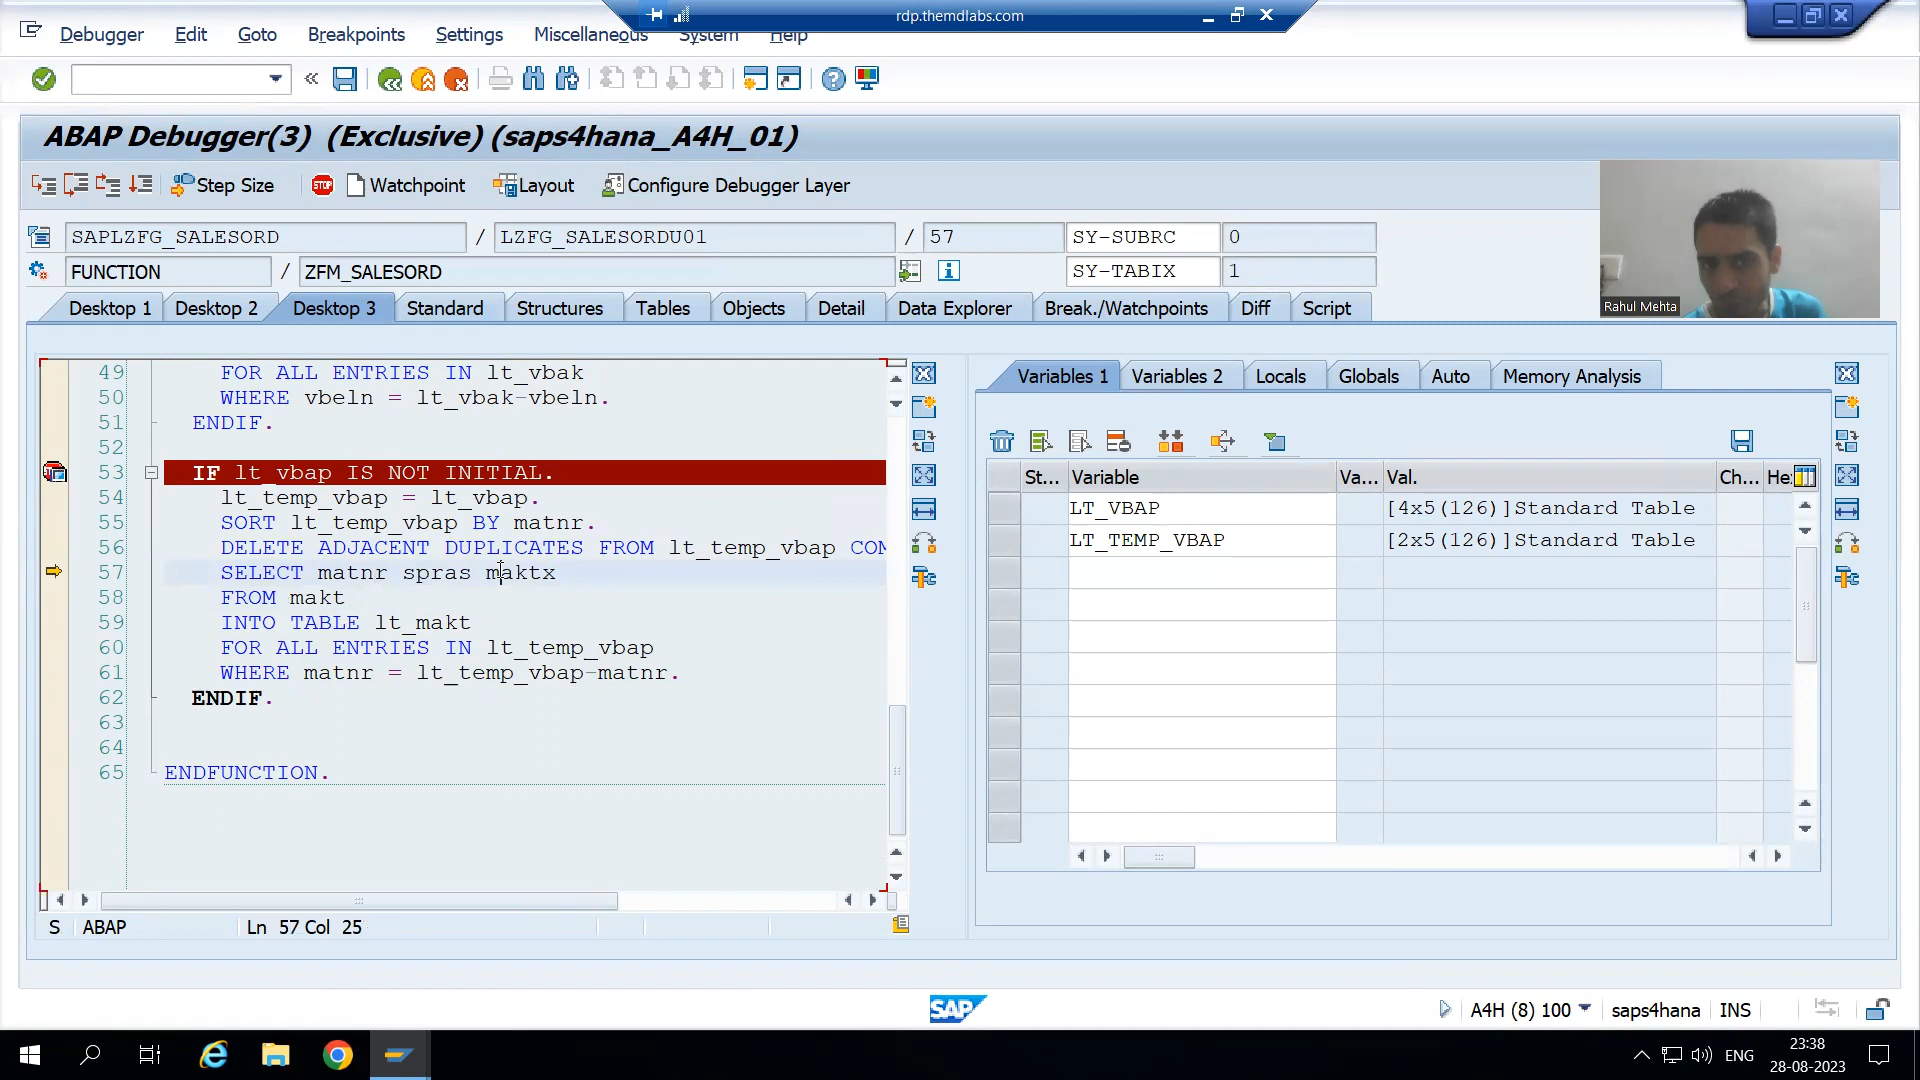 rdp.themdlabs.com
Debugger Edit Goto Breakpoints Settings Miscellaneous System Help
ABAP Debugger(3) (Exclusive) (saps4hana_A4H_01)
Step Size STOP Watchpoint Layout Configure Debugger Layer
SAPLZFG_SALESORD / LZFG_SALESORDU01 / 57 SY-SUBRC 0
FUNCTION / ZFM_SALESORD SY-TABIX 1
Rahul Mehta
Desktop 1 Desktop 2 Desktop 3 Standard Structures Tables Objects Detail Data Explorer Break./Watchpoints Diff Script
49 FOR ALL ENTRIES IN lt_vbak
50 WHERE vbeln = lt_vbak-vbeln.
51 ENDIF.
52
53 IF lt_vbap IS NOT INITIAL.
54 lt_temp_vbap = lt_vbap.
55 SORT lt_temp_vbap BY matnr.
56 DELETE ADJACENT DUPLICATES FROM lt_temp_vbap COM
57 SELECT matnr spras maktx
58 FROM makt
59 INTO TABLE lt_makt
60 FOR ALL ENTRIES IN lt_temp_vbap
61 WHERE matnr = lt_temp_vbap-matnr.
62 ENDIF.
63
64
65 ENDFUNCTION.
S ABAP Ln 57 Col 25
Variables 1 Variables 2 Locals Globals Auto Memory Analysis
St... Variable Va... Val. Ch... He
LT_VBAP [4x5(126)]Standard Table
LT_TEMP_VBAP [2x5(126)]Standard Table
SAP
A4H (8) 100 saps4hana INS
ENG
23:38
28-08-2023